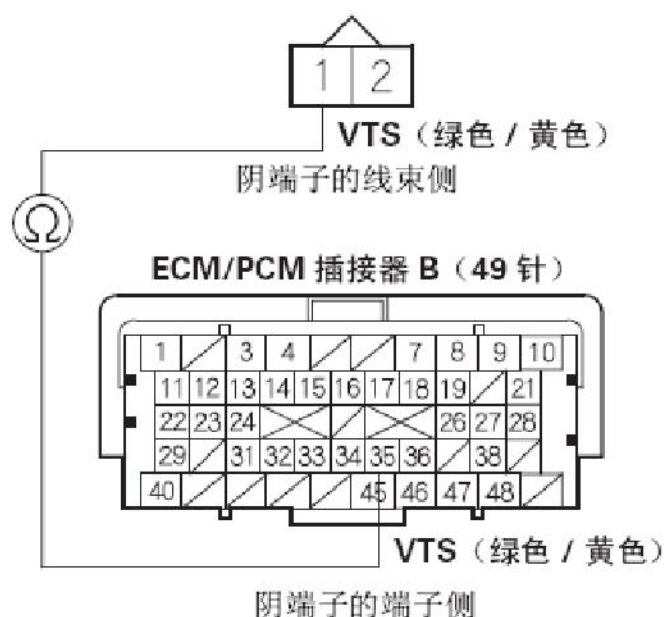 1 2
VTS（绿色 / 黄色）
阴端子的线束侧
Ω
ECM/PCM 插接器 B（49 针）
1 3 4 7 8 9 10
11 12 13 14 15 16 17 18 19 21
22 23 24 26 27 28
29 31 32 33 34 35 36 38
40 45 46 47 48
VTS（绿色 / 黄色）
阴端子的端子侧